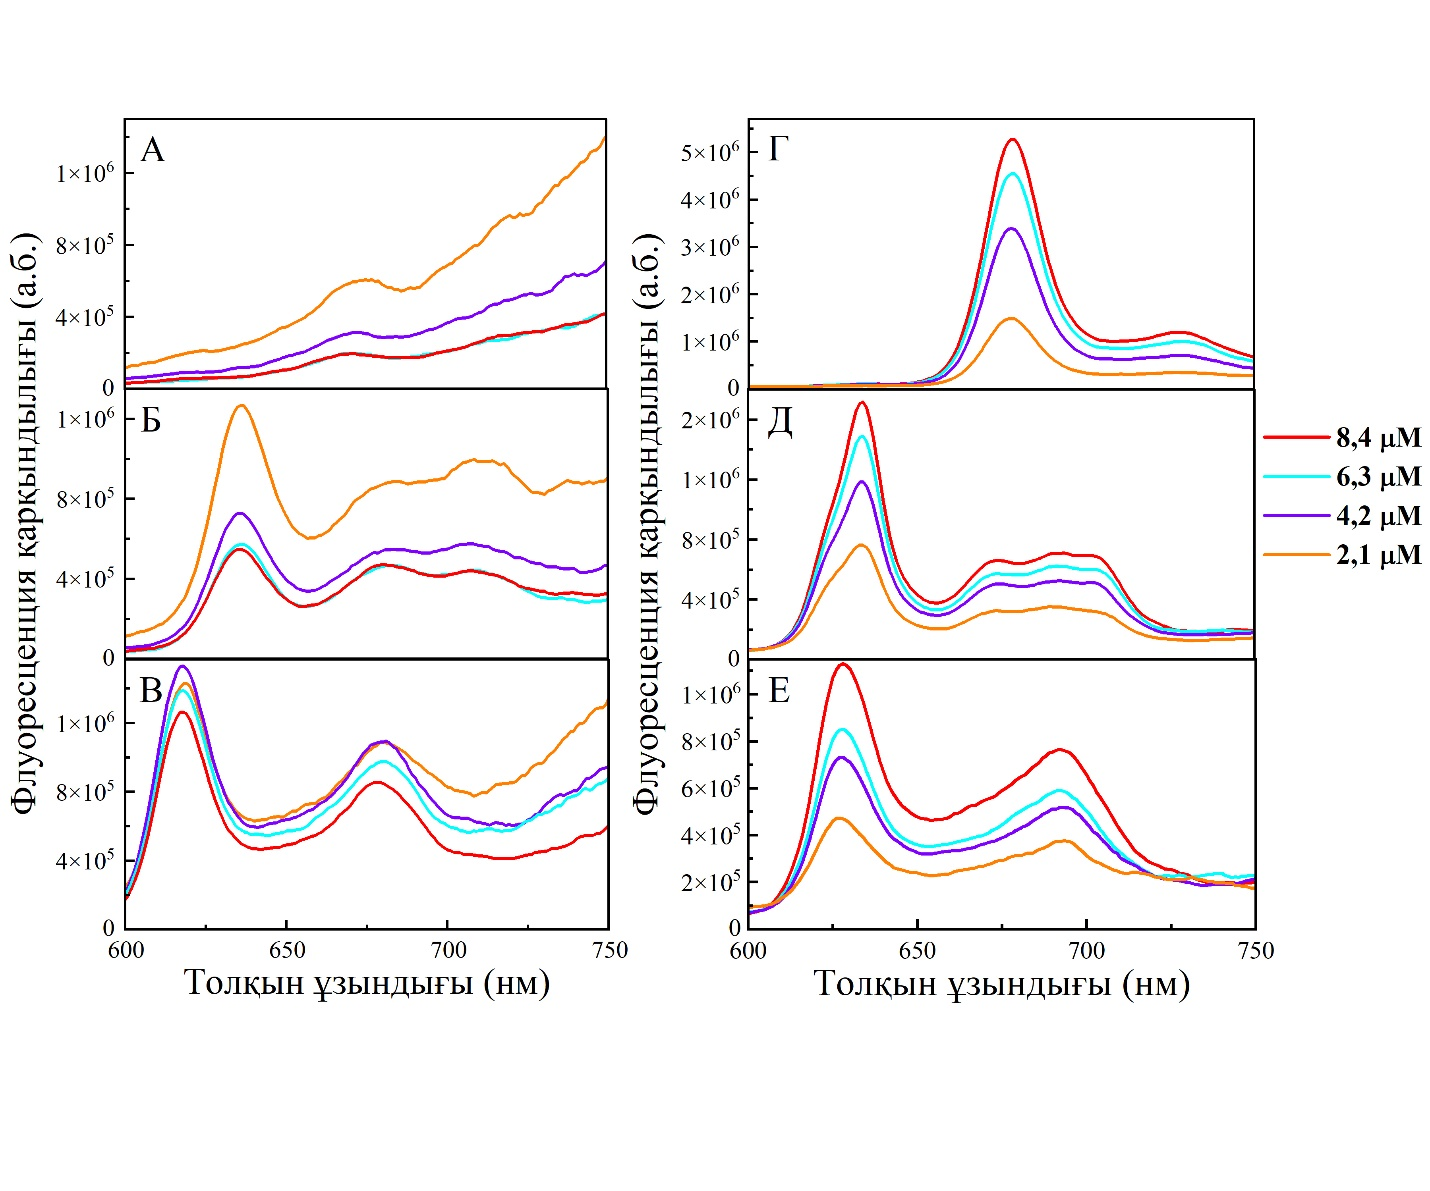 Флуоресценция қарқындылығы (а.б.)
А
1×10⁶
8×10⁵
4×10⁵
0
Б
1×10⁶
8×10⁵
4×10⁵
0
В
1×10⁶
8×10⁵
4×10⁵
0
600 650 700 750
Толқын ұзындығы (нм)
Флуоресценция қарқындылығы (а.б.)
Г
5×10⁶
4×10⁶
3×10⁶
2×10⁶
1×10⁶
0
Д
2×10⁶
1×10⁶
8×10⁵
4×10⁵
0
Е
1×10⁶
8×10⁵
6×10⁵
4×10⁵
2×10⁵
0
600 650 700 750
Толқын ұзындығы (нм)
8,4 μM
6,3 μM
4,2 μM
2,1 μM